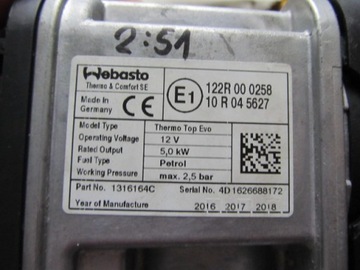 2:51
Webasto
Thermo & Comfort SE
Made in Germany
CE
E1
122R 00 0258
10 R 04 5627
Model Type Thermo Top Evo
Operating Voltage 12 V
Rated Output 5,0 kW
Fuel Type Petrol
Working Pressure max. 2,5 bar
Part No. 1316164C Serial No. 4D1626688172
Year of Manufacture 2016 2017 2018